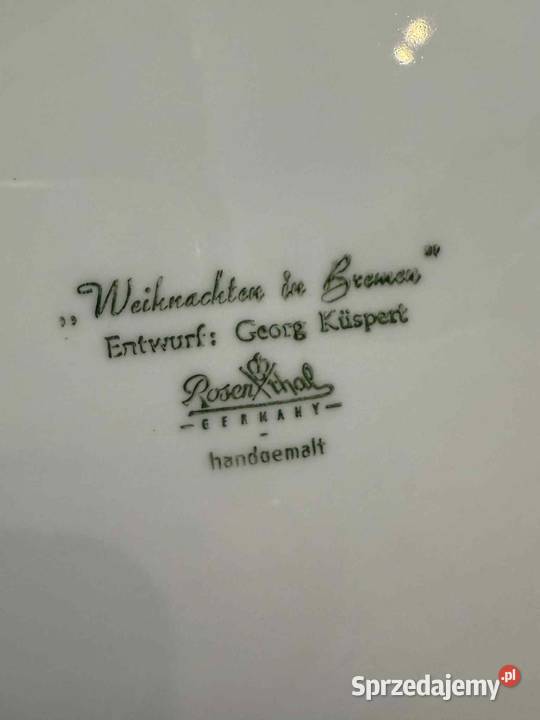 „Weihnachten in Bremen"
Entwurf: Georg Küspert
Rosenthal
GERMANY
handgemalt
Sprzedajemy.pl